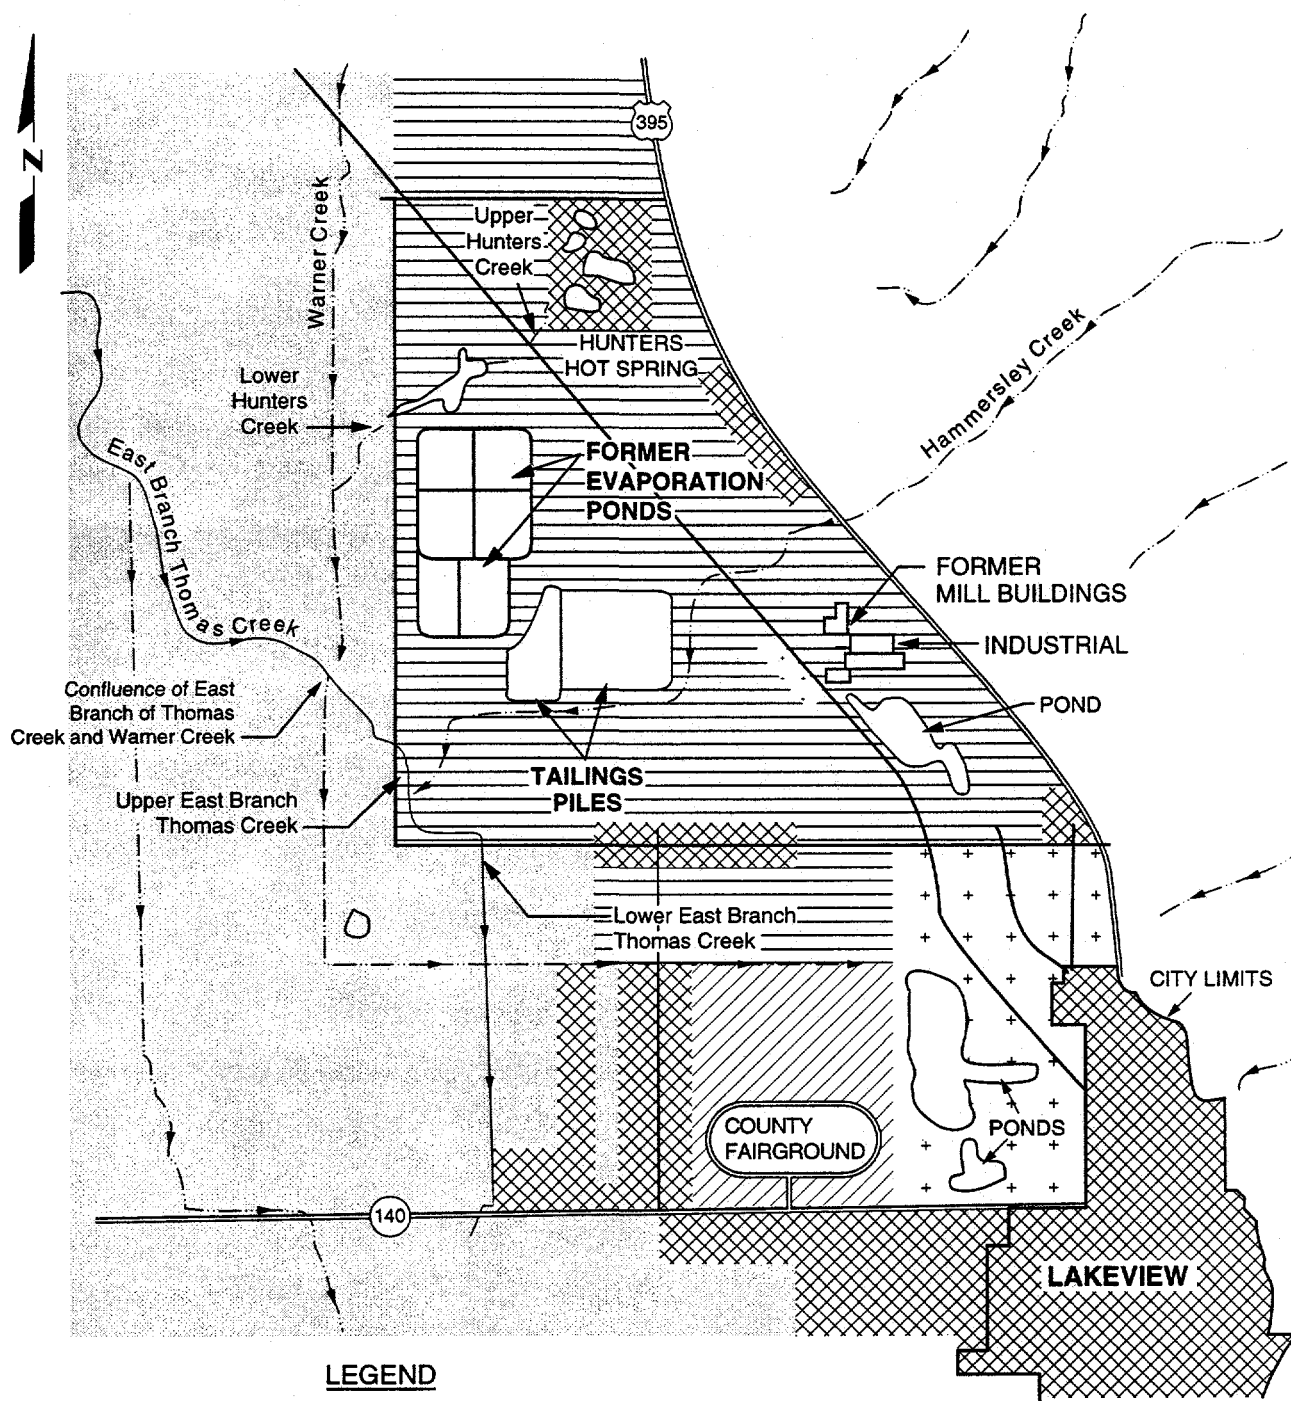 N
395
Upper
Hunters
Creek
Warner Creek
HUNTERS
HOT SPRING
Lower
Hunters
Creek
Hammersley Creek
East Branch Thomas Creek
FORMER
EVAPORATION
PONDS
FORMER
MILL BUILDINGS
INDUSTRIAL
Confluence of East
Branch of Thomas
Creek and Warner Creek
POND
TAILINGS
PILES
Upper East Branch
Thomas Creek
Lower East Branch
Thomas Creek
CITY LIMITS
COUNTY
FAIRGROUND
PONDS
140
LAKEVIEW
LEGEND